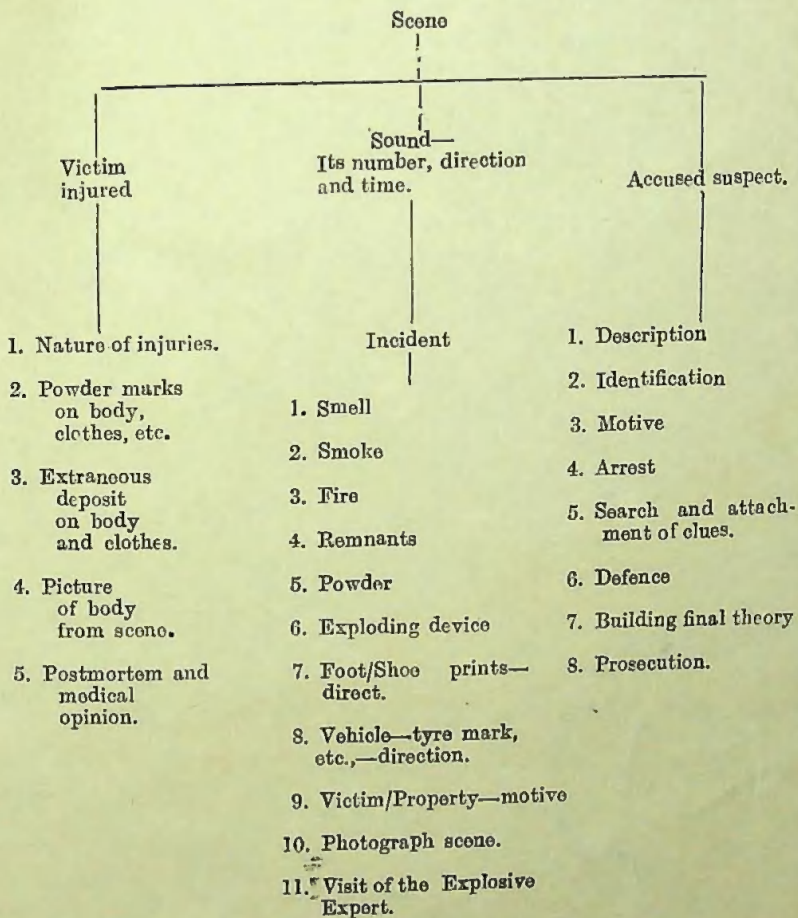 Scene
Victim
injured
Sound—
Its number, direction
and time.
Accused suspect.
1. Nature of injuries.
2. Powder marks
on body,
clothes, etc.
3. Extraneous
deposit
on body
and clothes.
4. Picture
of body
from scene.
5. Postmortem and
medical
opinion.
Incident
1. Smell
2. Smoke
3. Fire
4. Remnants
5. Powder
6. Exploding device
7. Foot/Shoe prints—
direct.
8. Vehicle—tyre mark,
etc.,—direction.
9. Victim/Property—motive
10. Photograph scene.
11. Visit of the Explosive
Expert.
1. Description
2. Identification
3. Motive
4. Arrest
5. Search and attach-
ment of clues.
6. Defence
7. Building final theory
8. Prosecution.